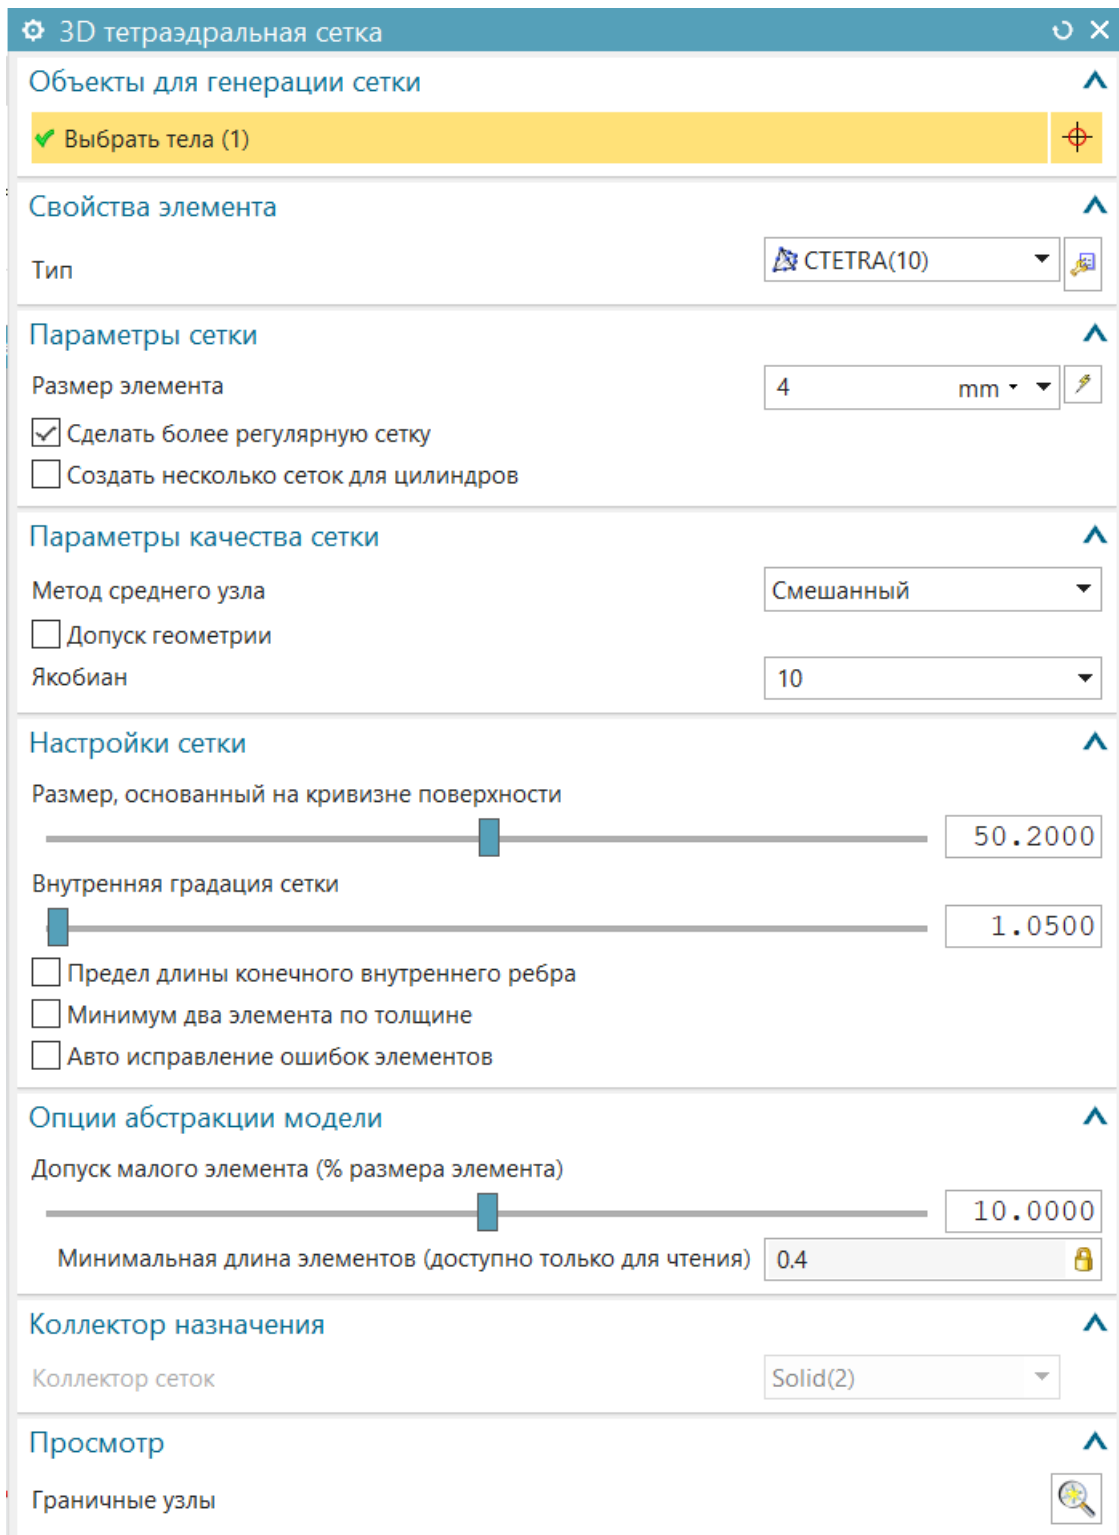 3D тетраэдральная сетка
Объекты для генерации сетки
Выбрать тела (1)
Свойства элемента
Тип CTETRA(10)
Параметры сетки
Размер элемента 4 mm
Сделать более регулярную сетку
Создать несколько сеток для цилиндров
Параметры качества сетки
Метод среднего узла Смешанный
Допуск геометрии
Якобиан 10
Настройки сетки
Размер, основанный на кривизне поверхности
50.2000
Внутренняя градация сетки
1.0500
Предел длины конечного внутреннего ребра
Минимум два элемента по толщине
Авто исправление ошибок элементов
Опции абстракции модели
Допуск малого элемента (% размера элемента)
10.0000
Минимальная длина элементов (доступно только для чтения) 0.4
Коллектор назначения
Коллектор сеток Solid(2)
Просмотр
Граничные узлы